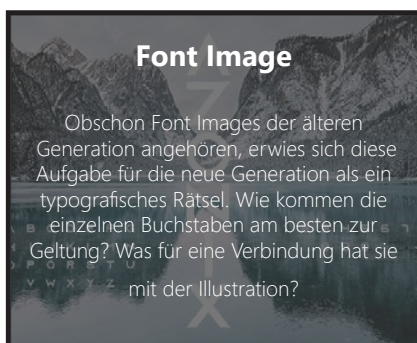 Font Image
Obschon Font Images der älteren
Generation angehören, erwies sich diese
Aufgabe für die neue Generation als ein
typografisches Rätsel. Wie kommen die
einzelnen Buchstaben am besten zur
Geltung? Was für eine Verbindung hat sie
mit der Illustration?